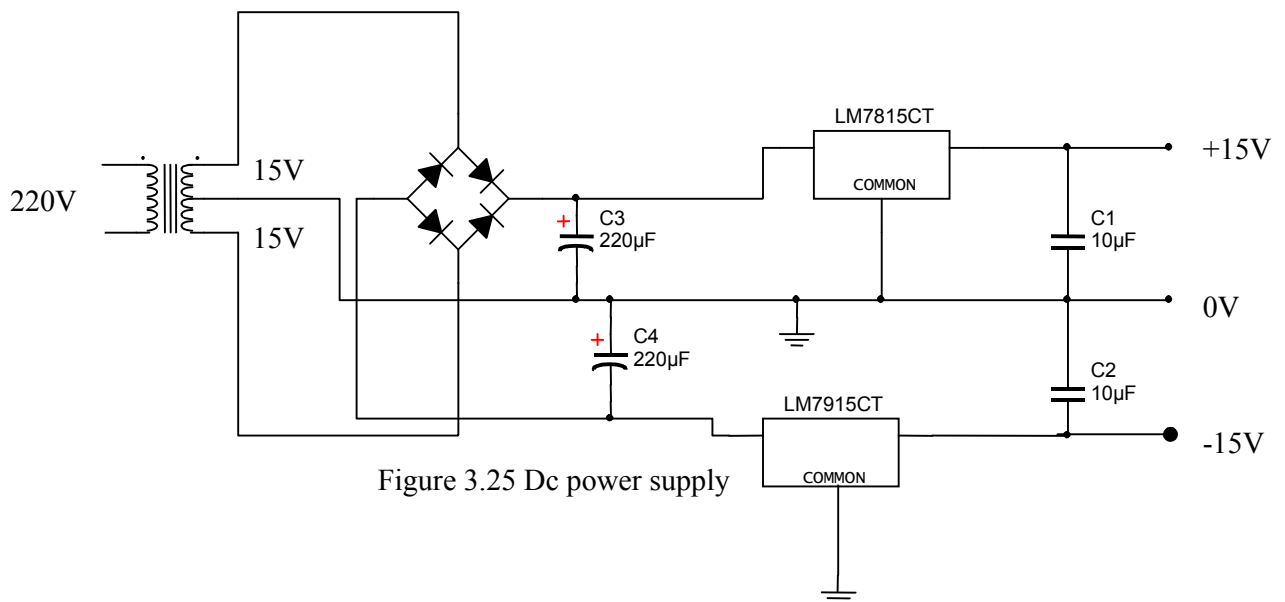 LM7815CT
COMMON
+15V
15V
220V
15V
+
C3
220µF
C1
10µF
0V
+
C4
220µF
C2
10µF
LM7915CT
COMMON
-15V
Figure 3.25 Dc power supply